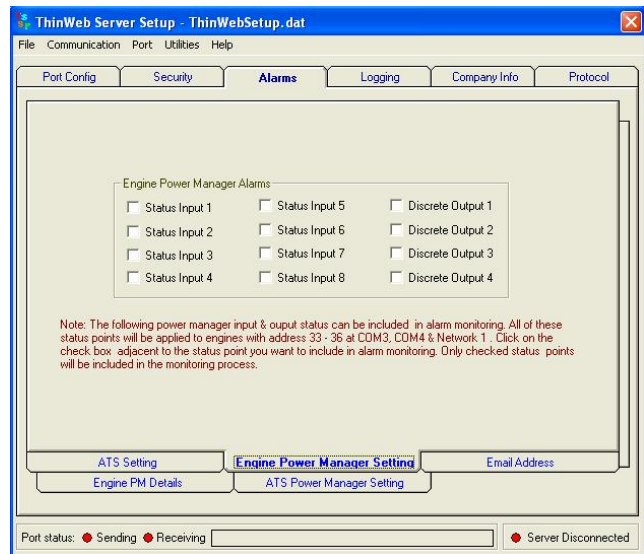 ThinWeb Server Setup - ThinWebSetup.dat
File Communication Port Utilities Help
Port Config Security Alarms Logging Company Info Protocol
Engine Power Manager Alarms
Status Input 1 Status Input 5 Discrete Output 1
Status Input 2 Status Input 6 Discrete Output 2
Status Input 3 Status Input 7 Discrete Output 3
Status Input 4 Status Input 8 Discrete Output 4
Note: The following power manager input & ouput status can be included in alarm monitoring. All of these
status points will be applied to engines with address 33 - 36 at COM3, COM4 & Network 1 . Click on the
check box adjacent to the status point you want to include in alarm monitoring. Only checked status points
will be included in the monitoring process.
ATS Setting Engine Power Manager Setting Email Address
Engine PM Details ATS Power Manager Setting
Port status: Sending Receiving Server Disconnected